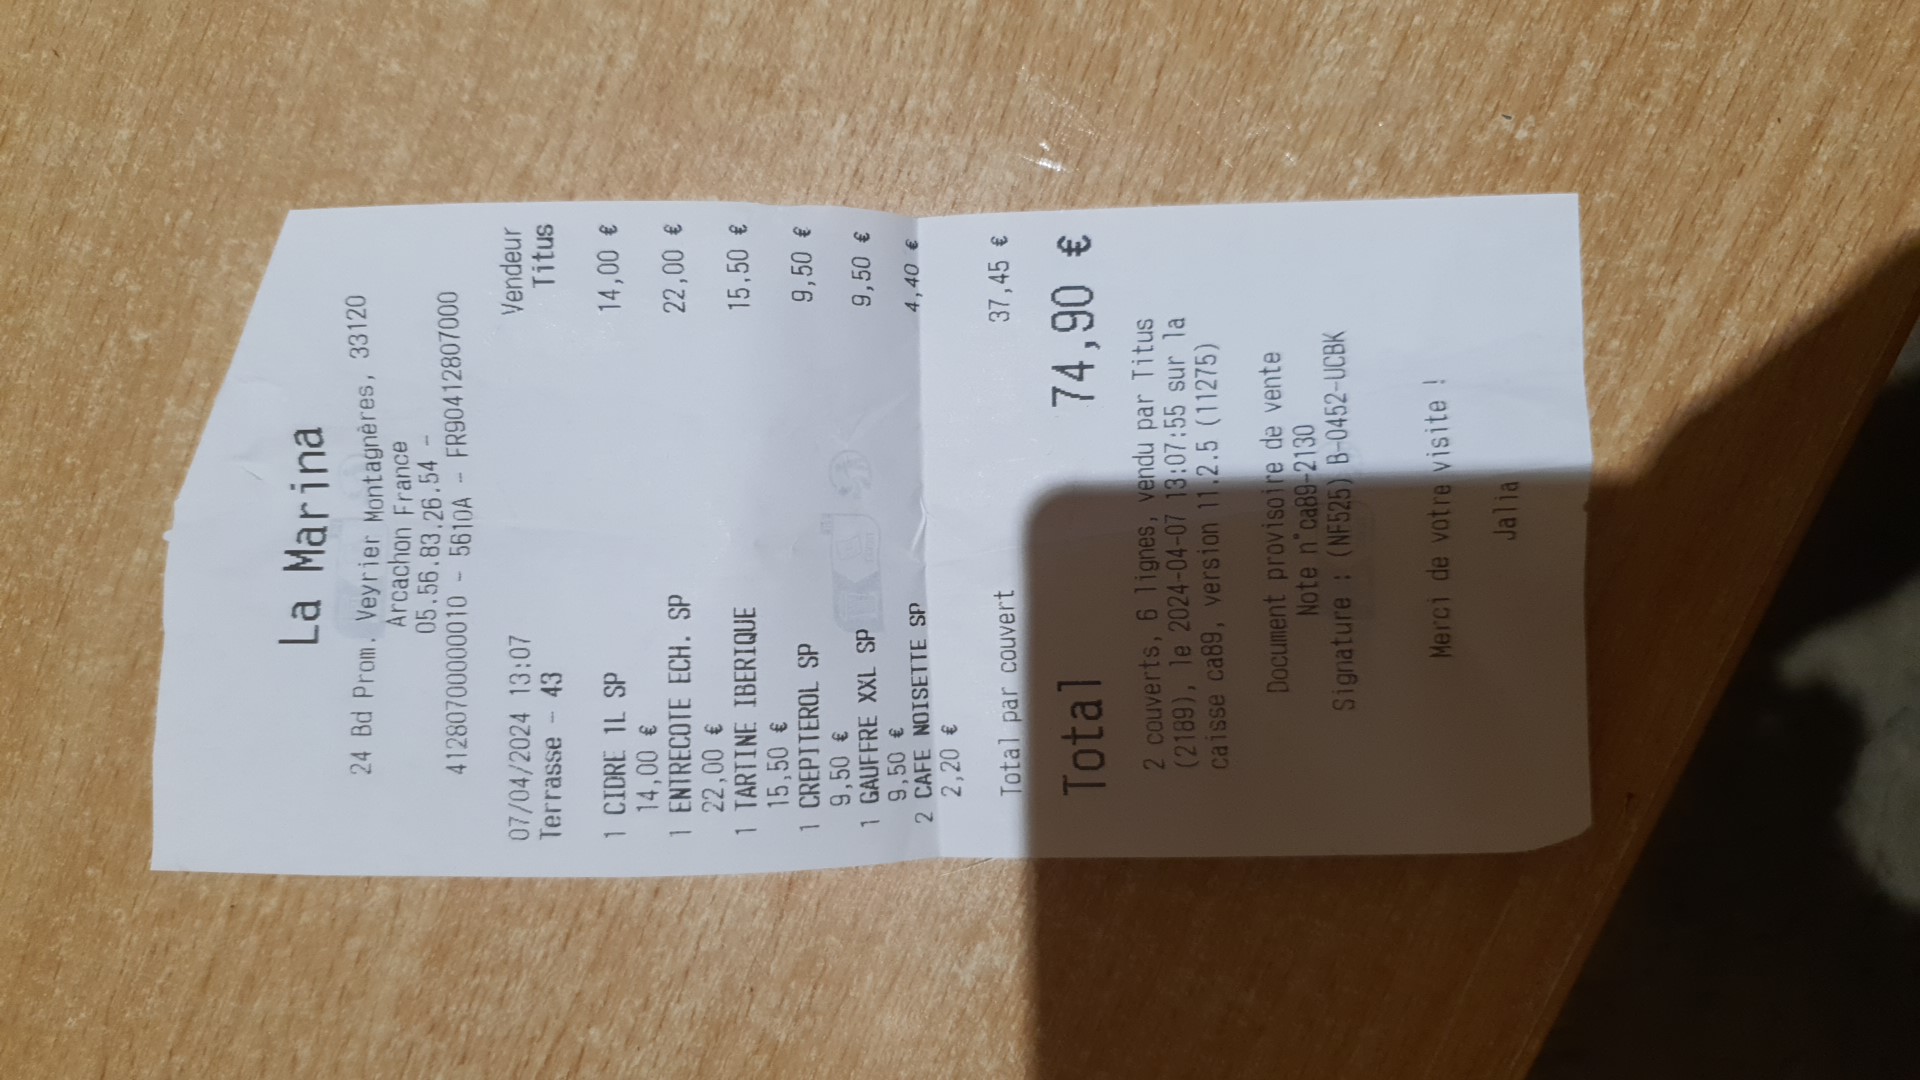 La Marina
24 Bd Prom. Veyrier Montagnères, 33120
Arcachon France
05.56.83.26.54 -
41280700000010 - 5610A - FR90412807000
07/04/2024 13:07 Vendeur
Terrasse - 43 Titus
1 CIDRE 1L SP 14,00 €
14,00 €
1 ENTRECOTE ECH. SP 22,00 €
22,00 €
1 TARTINE IBERIQUE 15,50 €
15,50 €
1 CREPITEROL SP 9,50 €
9,50 €
1 GAUFFRE XXL SP 9,50 €
9,50 €
2 CAFE NOISETTE SP 4,40 €
2,20 €
Total par couvert 37,45 €
Total 74,90 €
2 couverts, 6 lignes, vendu par Titus
(2189), le 2024-04-07 13:07:55 sur la
caisse ca89, version 11.2.5 (11275)
Document provisoire de vente
Note n°ca89-2130
Signature : (NF525) B-0452-UCBK
Merci de votre visite !
Jalia